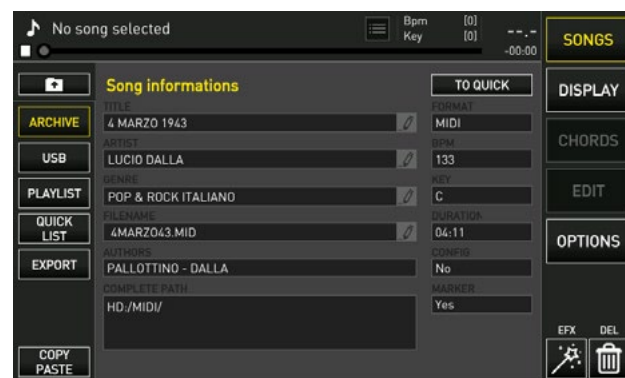 No song selected
Bpm [0]
Key [0]
--.-
-00:00
SONGS
DISPLAY
CHORDS
EDIT
OPTIONS
EFX DEL
ARCHIVE
USB
PLAYLIST
QUICK
LIST
EXPORT
COPY
PASTE
Song informations
TO QUICK
TITLE
4 MARZO 1943
FORMAT
MIDI
ARTIST
LUCIO DALLA
BPM
133
GENRE
POP & ROCK ITALIANO
KEY
C
FILENAME
4MARZO43.MID
DURATION
04:11
AUTHORS
PALLOTTINO - DALLA
CONFIG
No
COMPLETE PATH
HD:/MIDI/
MARKER
Yes